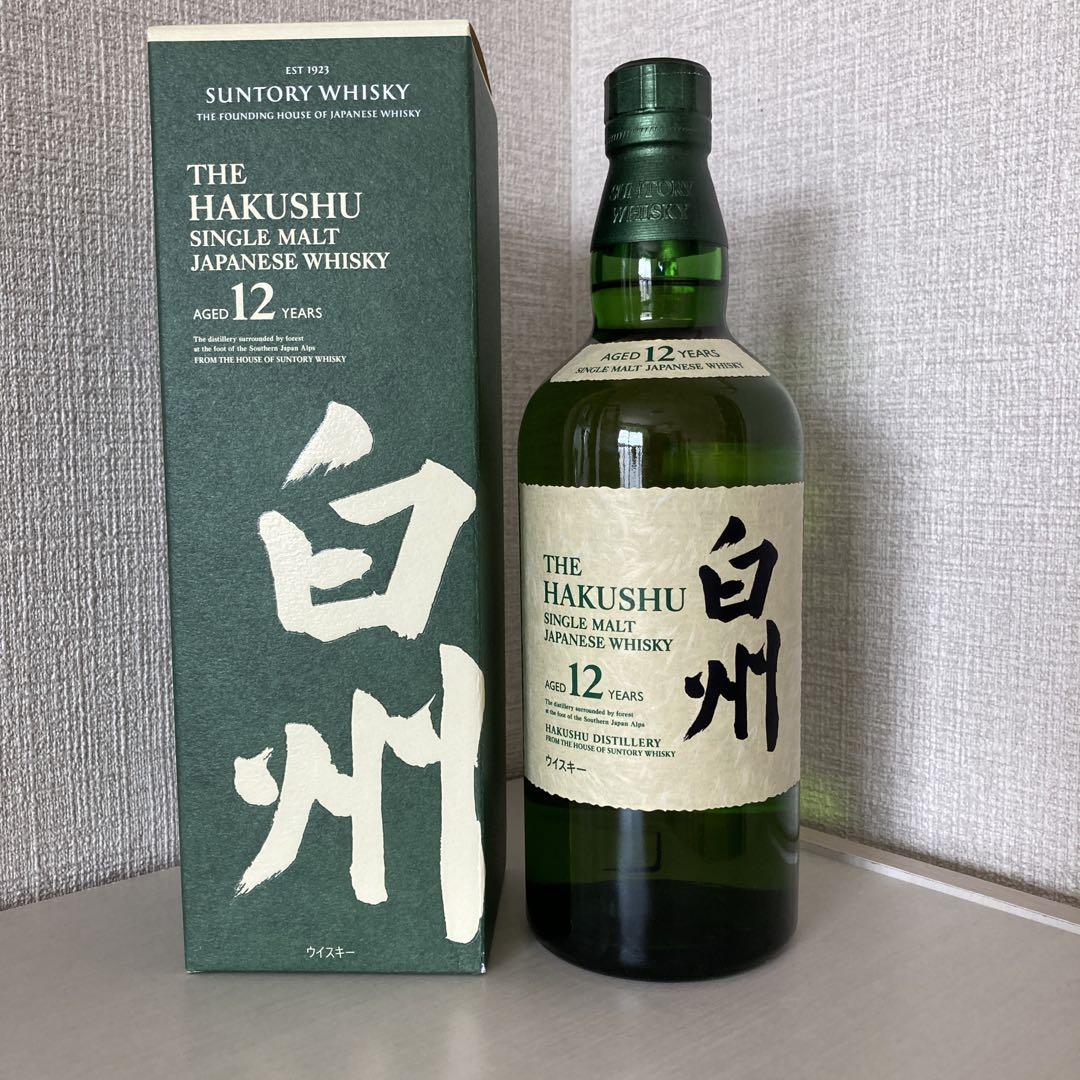 EST 1923
SUNTORY WHISKY
THE FOUNDING HOUSE OF JAPANESE WHISKY
THE
HAKUSHU
SINGLE MALT
JAPANESE WHISKY
AGED 12 YEARS
The distillery surrounded by forest
at the foot of the Southern Japan Alps
FROM THE HOUSE OF SUNTORY WHISKY
白州
ウイスキー
SUNTORY
WHISKY
AGED 12 YEARS
SINGLE MALT JAPANESE WHISKY
THE
HAKUSHU
SINGLE MALT
JAPANESE WHISKY
AGED 12 YEARS
The distillery surrounded by forest
at the foot of the Southern Japan Alps
HAKUSHU DISTILLERY
FROM THE HOUSE OF SUNTORY WHISKY
ウイスキー
白州